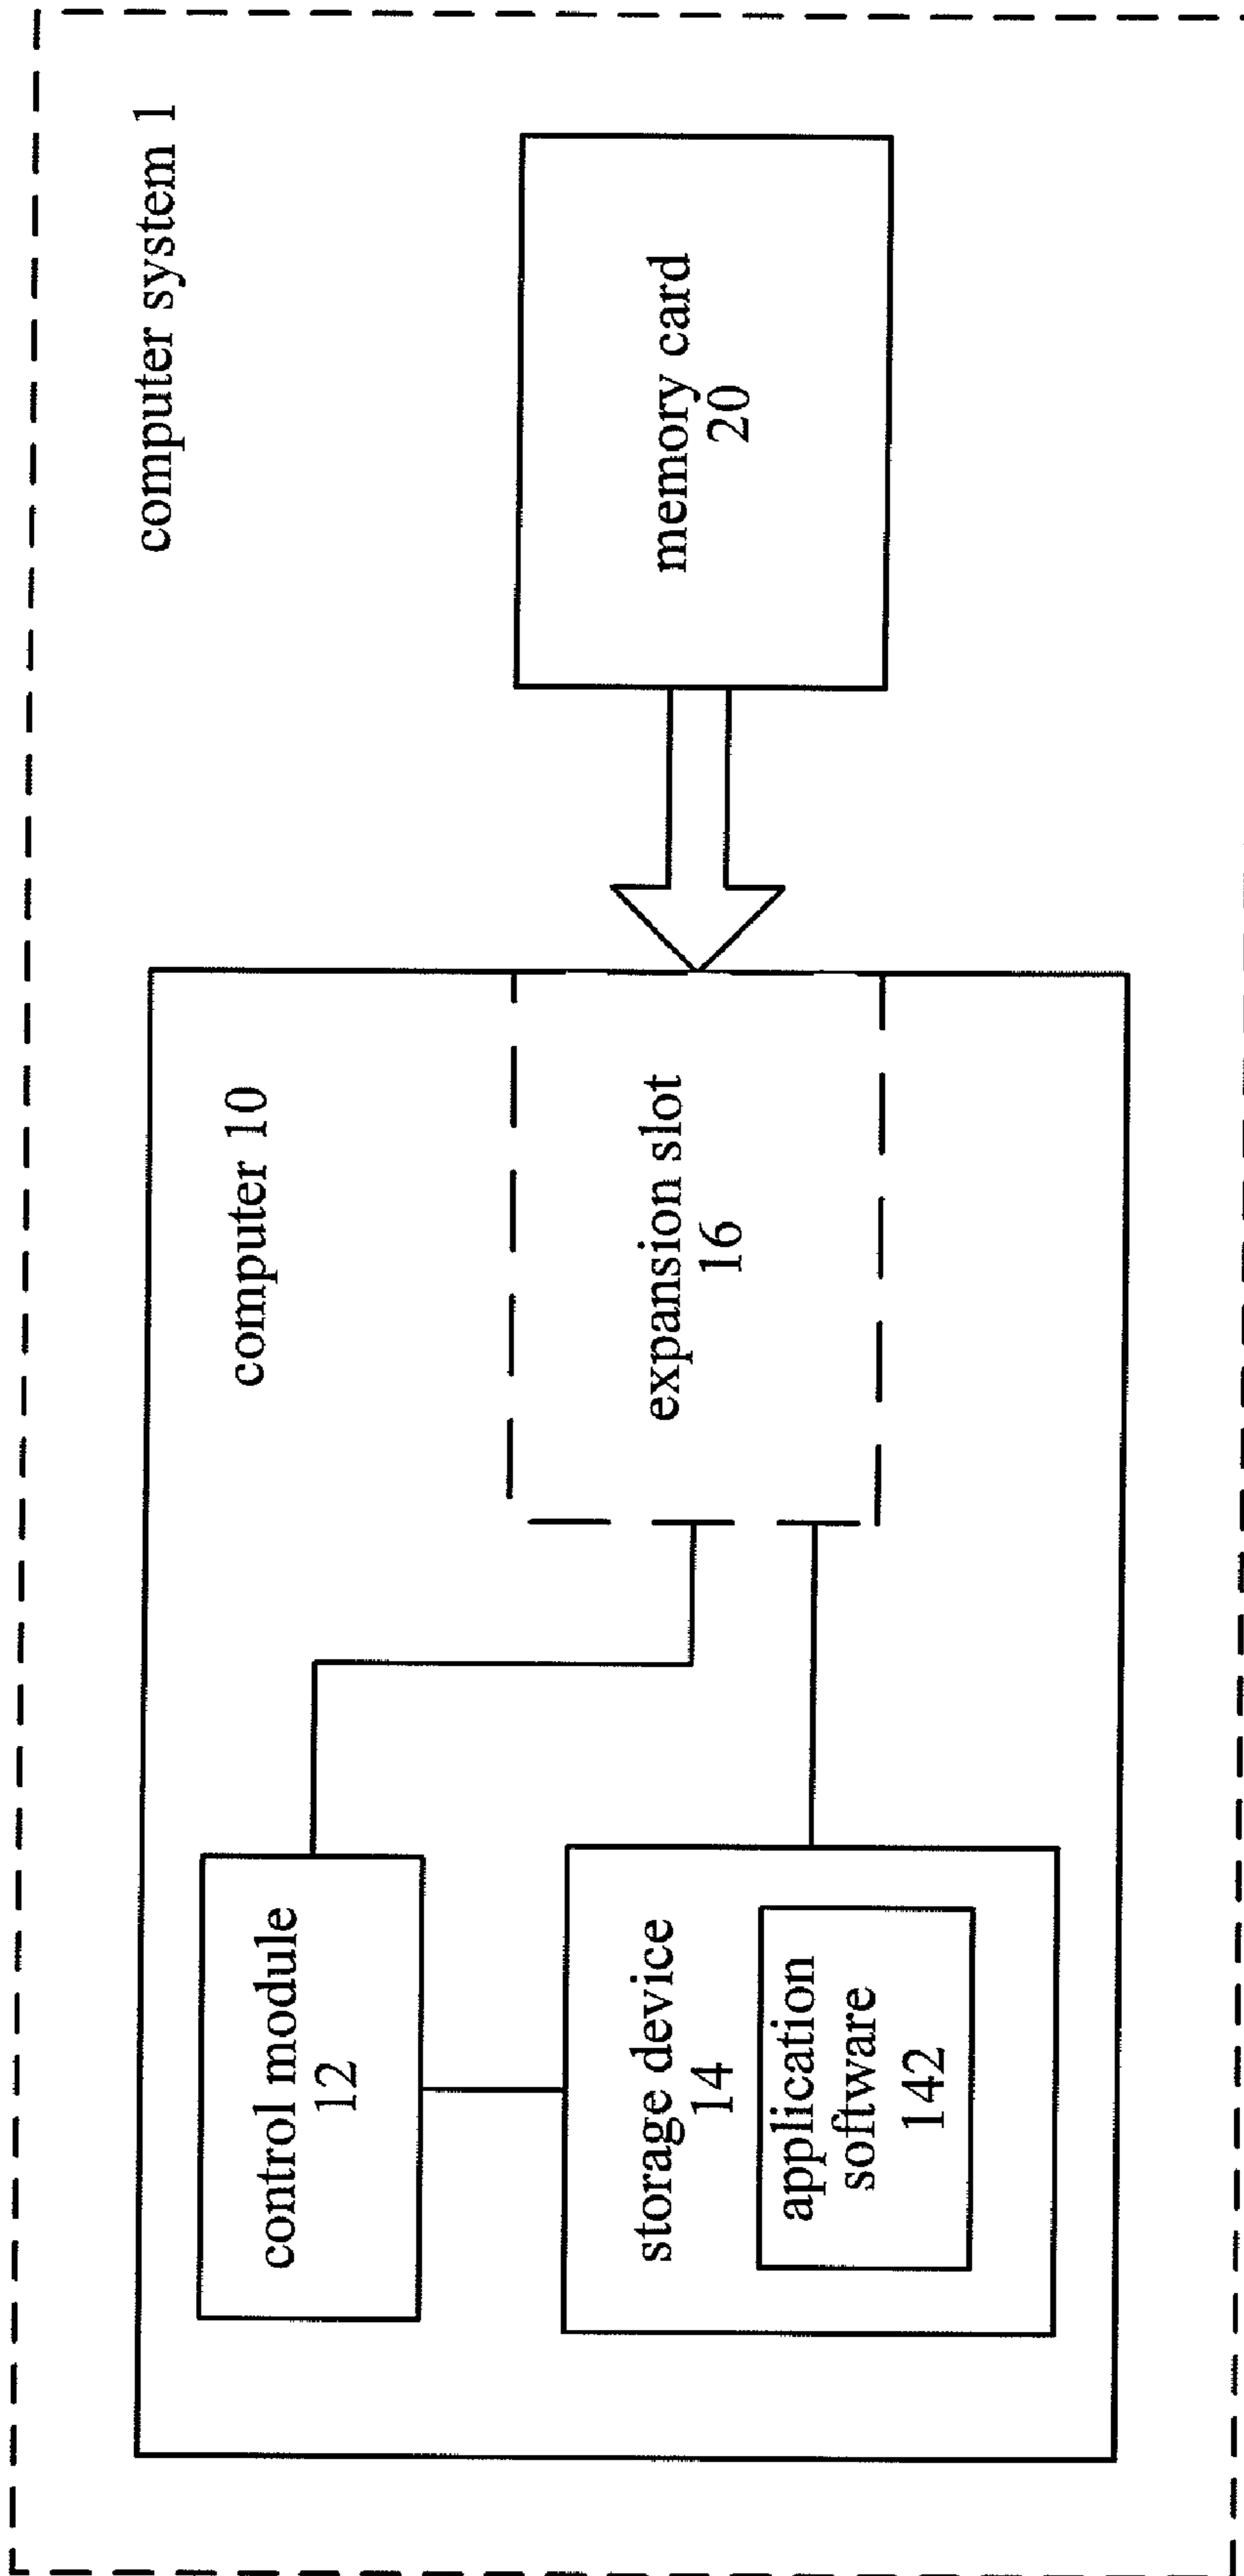 computer system 1
computer 10
control module
12
storage device
14
application
software
142
expansion slot
16
memory card
20